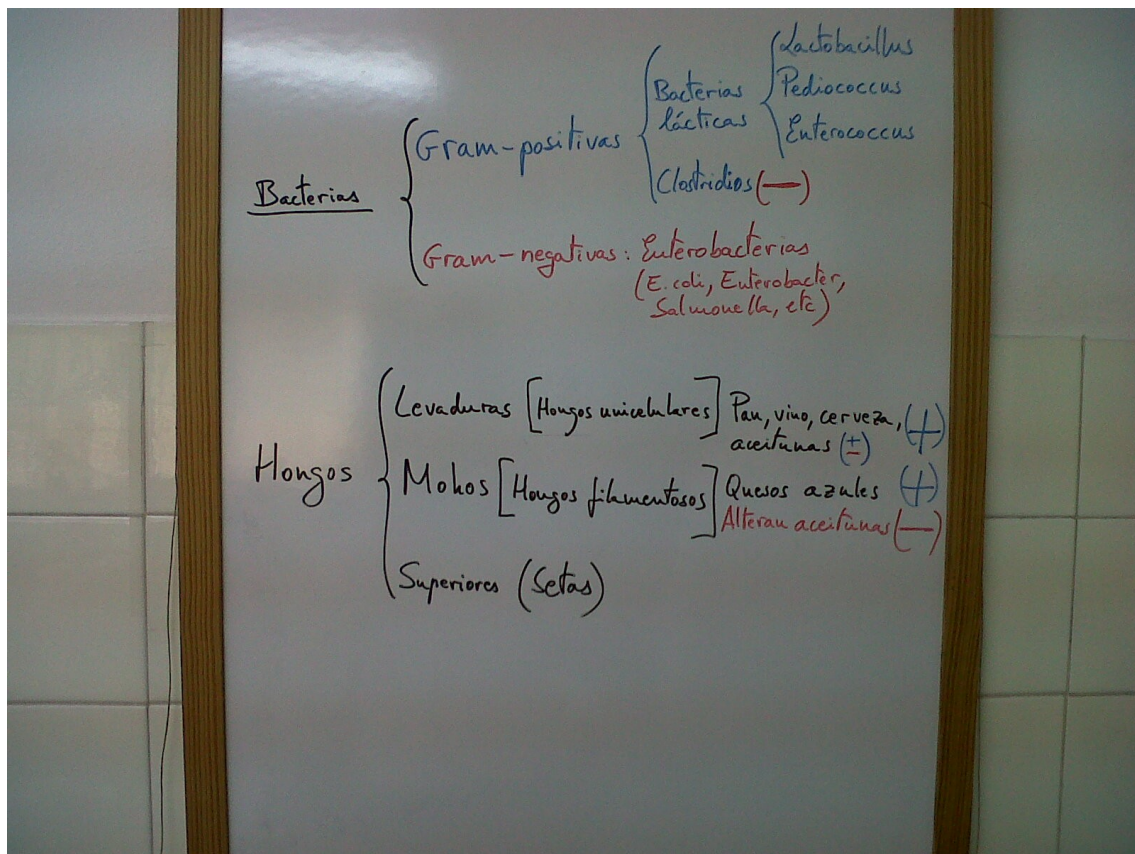 Lactobacillus
Bacterias Pediococcus
lácticas Enterococcus
Gram-positivas
Clostridios (—)
Bacterias
Gram-negativas: Enterobacterias
(E. coli, Enterobacter,
Salmonella, etc)
Levaduras [Hongos unicelulares] Pan, vino, cerveza, (+)
aceitunas (±)
Hongos
Mohos [Hongos filamentosos] Quesos azules (+)
Alteran aceitunas (—)
Superiores (Setas)